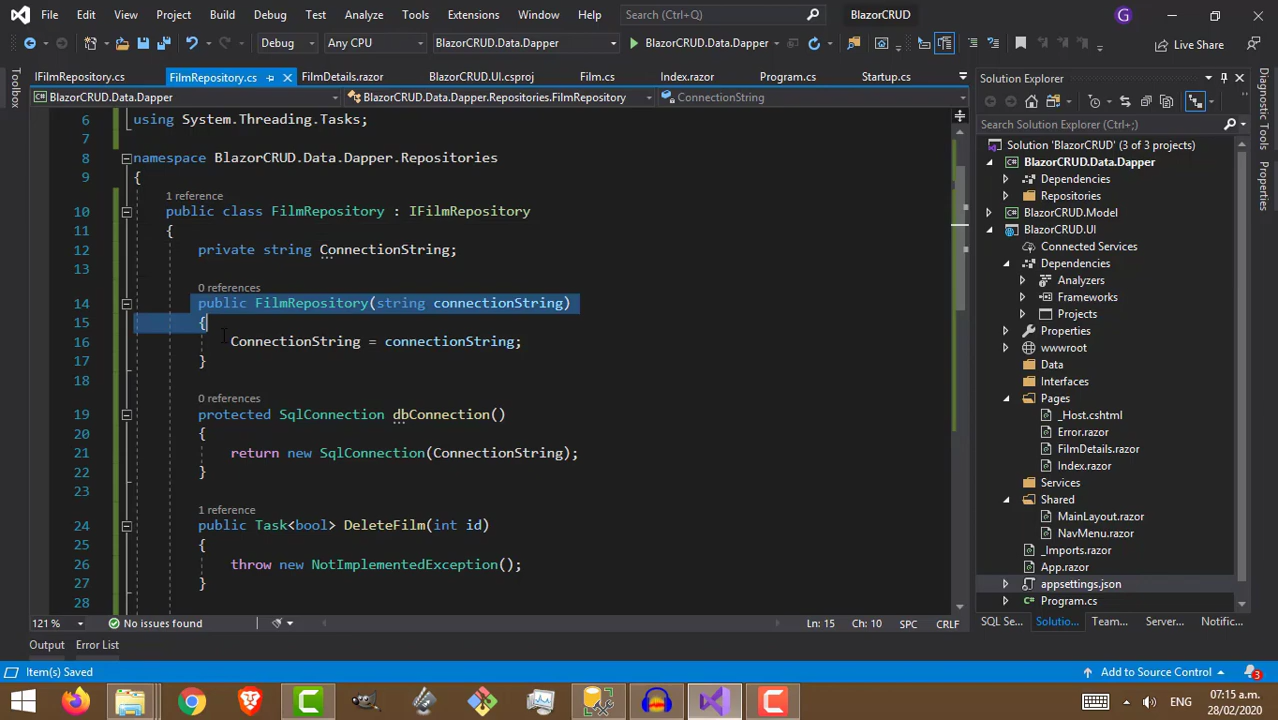 File Edit View Project Build Debug Test Analyze Tools Extensions Window Help Search (Ctrl+Q) BlazorCRUD G
Debug Any CPU BlazorCRUD.Data.Dapper BlazorCRUD.Data.Dapper Live Share
Toolbox
IFilmRepository.cs FilmRepository.cs FilmDetails.razor BlazorCRUD.UI.csproj Film.cs Index.razor Program.cs Startup.cs
BlazorCRUD.Data.Dapper BlazorCRUD.Data.Dapper.Repositories.FilmRepository ConnectionString
6 using System.Threading.Tasks;
7
8 namespace BlazorCRUD.Data.Dapper.Repositories
9 {
1 reference
10 public class FilmRepository : IFilmRepository
11 {
12 private string ConnectionString;
13
0 references
14 public FilmRepository(string connectionString)
15 {
16 ConnectionString = connectionString;
17 }
18
0 references
19 protected SqlConnection dbConnection()
20 {
21 return new SqlConnection(ConnectionString);
22 }
23
1 reference
24 public Task<bool> DeleteFilm(int id)
25 {
26 throw new NotImplementedException();
27 }
28
121 % No issues found Ln: 15 Ch: 10 SPC CRLF
Output Error List
Solution Explorer
Search Solution Explorer (Ctrl+;)
Solution 'BlazorCRUD' (3 of 3 projects)
BlazorCRUD.Data.Dapper
Dependencies
Repositories
BlazorCRUD.Model
BlazorCRUD.UI
Connected Services
Dependencies
Analyzers
Frameworks
Projects
Properties
wwwroot
Data
Interfaces
Pages
_Host.cshtml
Error.razor
FilmDetails.razor
Index.razor
Services
Shared
MainLayout.razor
NavMenu.razor
_Imports.razor
App.razor
appsettings.json
Program.cs
SQL Se... Solutio... Team... Server... Notific...
Diagnostic Tools
Properties
Item(s) Saved Add to Source Control 3
ENG 07:15 a.m.
28/02/2020